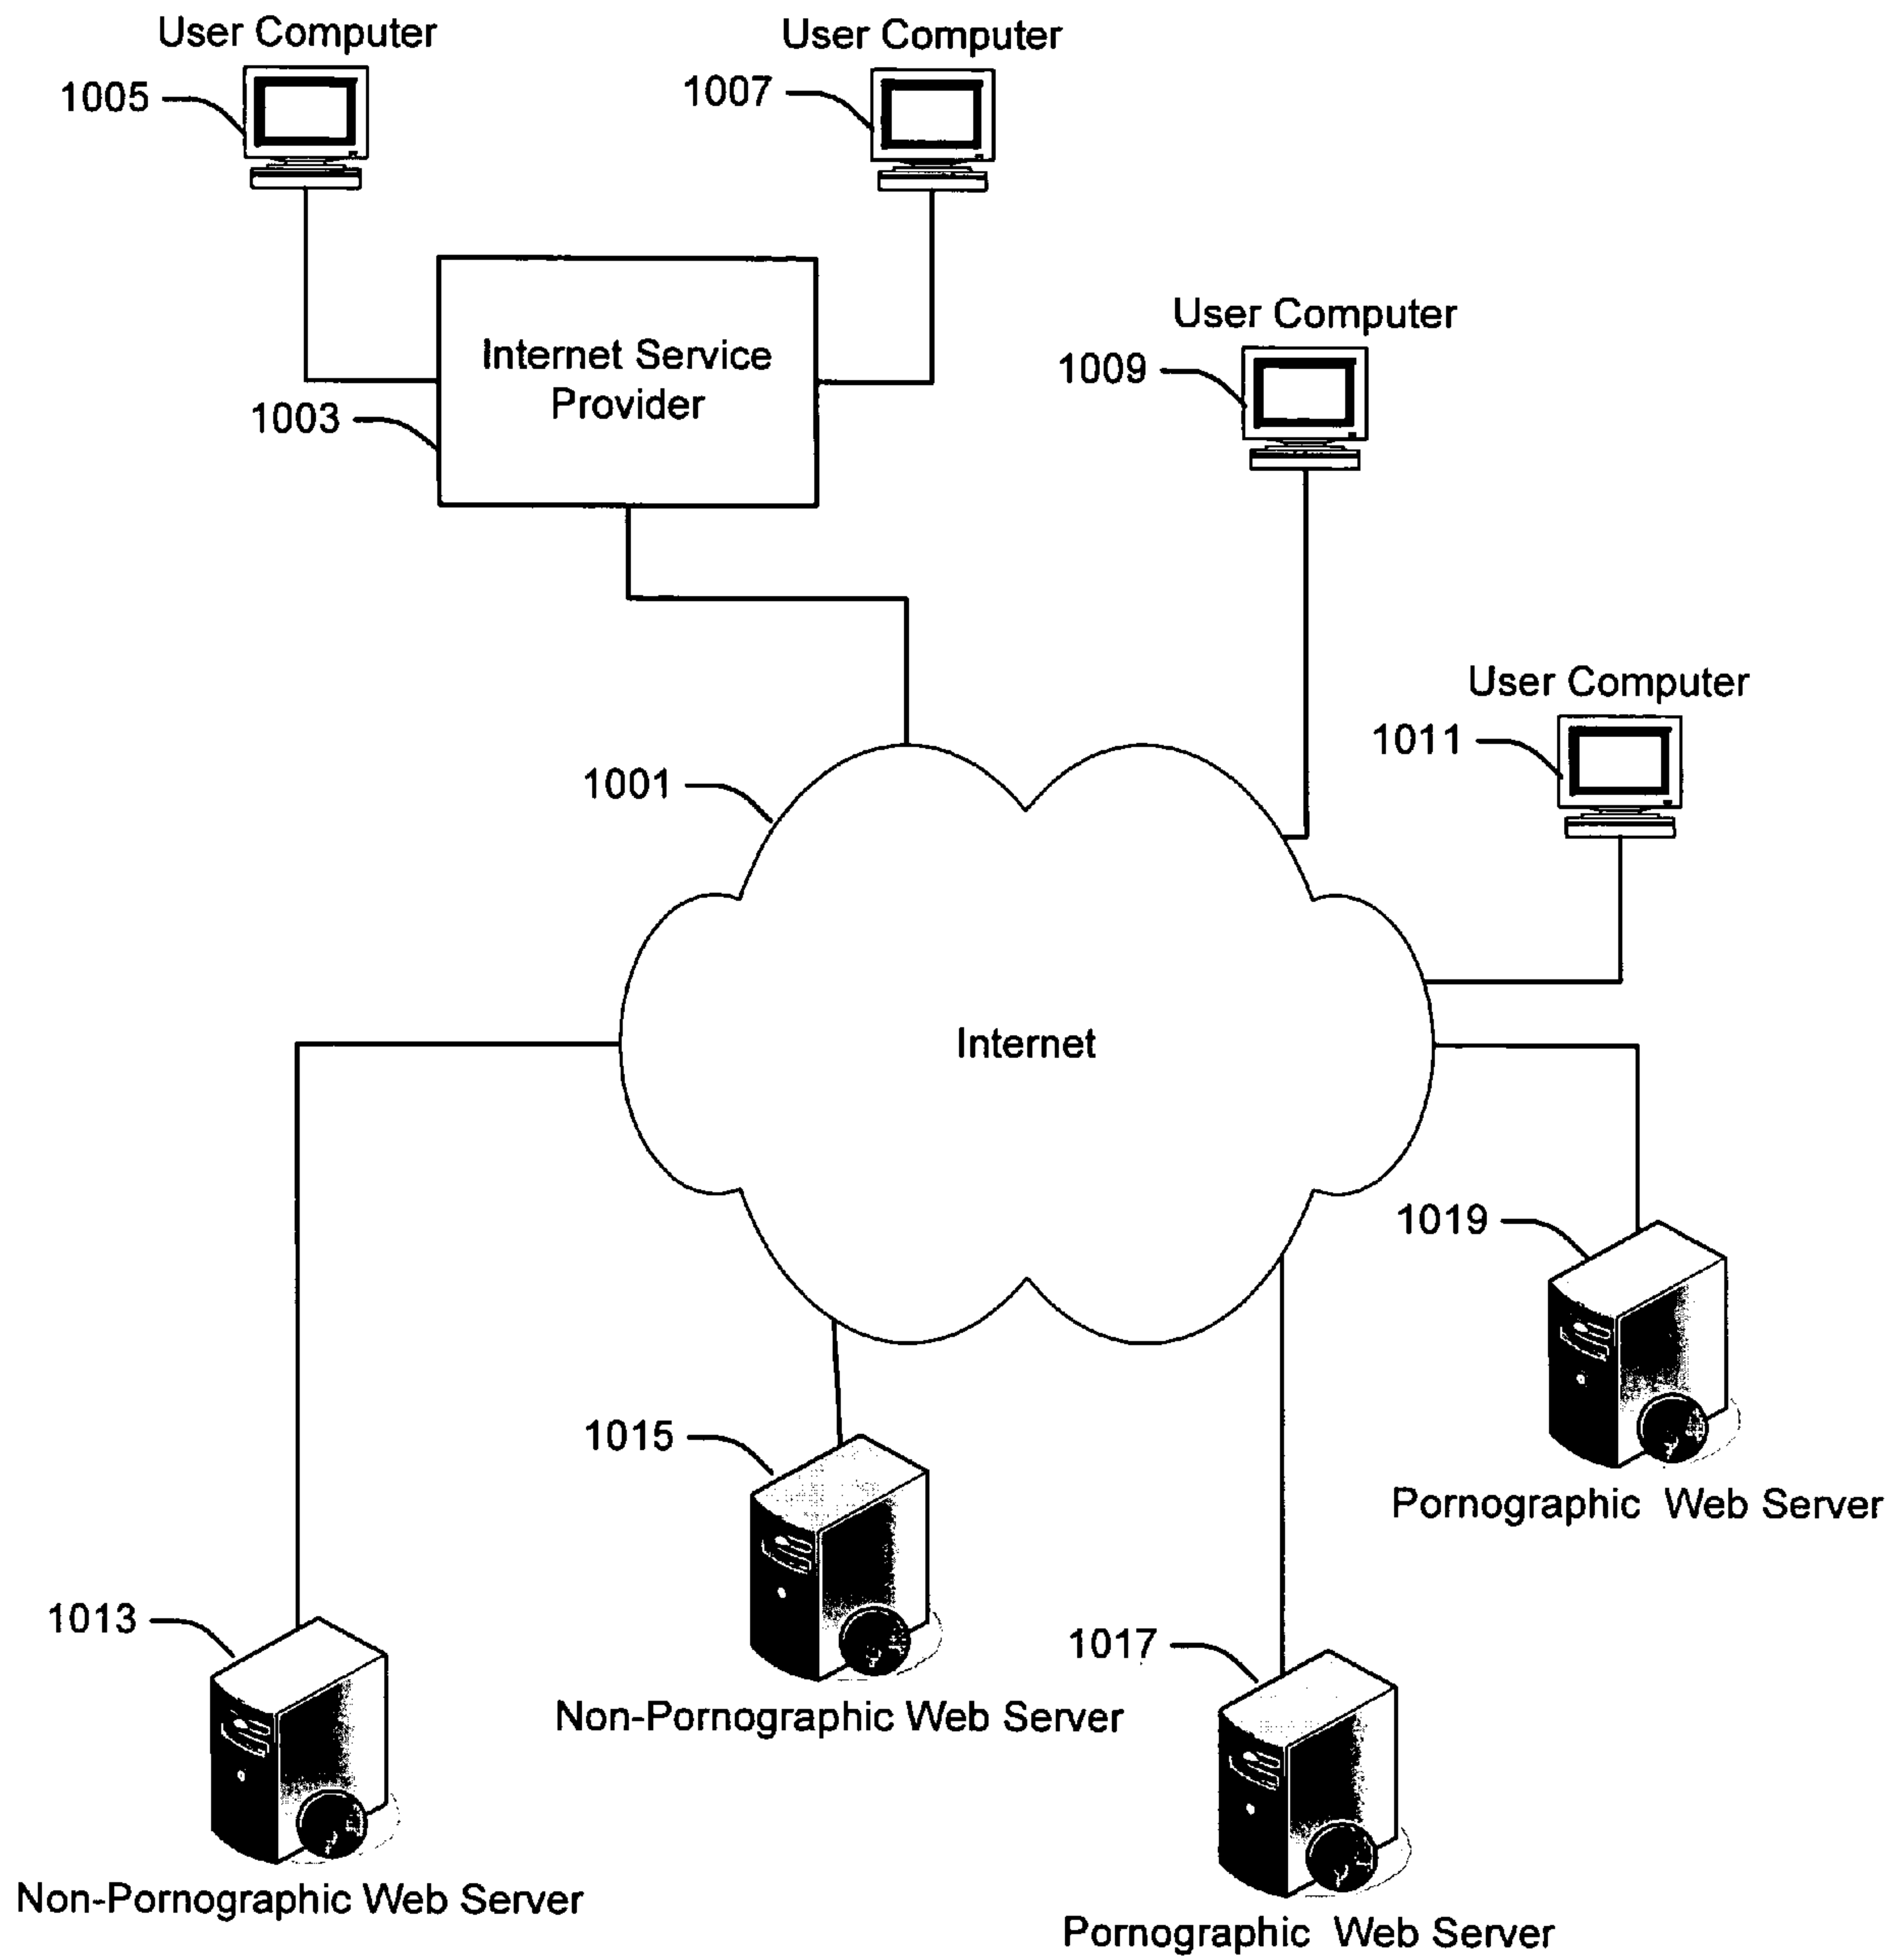 User Computer
User Computer
1005
1007
Internet Service
Provider
1003
User Computer
1009
User Computer
1011
1001
Internet
1019
Pornographic Web Server
1015
Non-Pornographic Web Server
1013
Non-Pornographic Web Server
1017
Pornographic Web Server